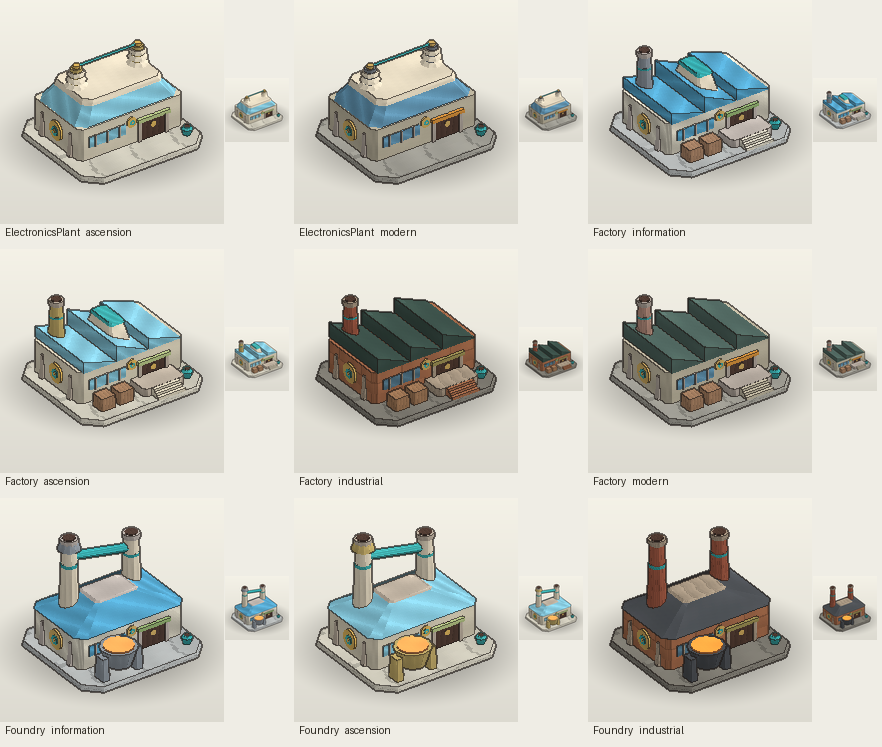 ElectronicsPlant ascension
ElectronicsPlant modern
Factory information
Factory ascension
Factory industrial
Factory modern
Foundry information
Foundry ascension
Foundry industrial